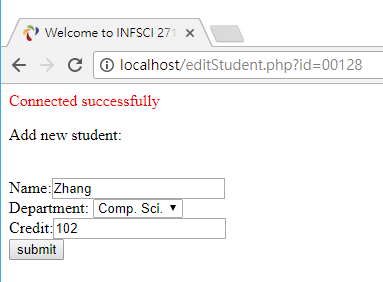 Welcome to INFSCI 271
localhost/editStudent.php?id=00128
Connected successfully
Add new student:
Name: Zhang
Department: Comp. Sci.
Credit: 102
submit